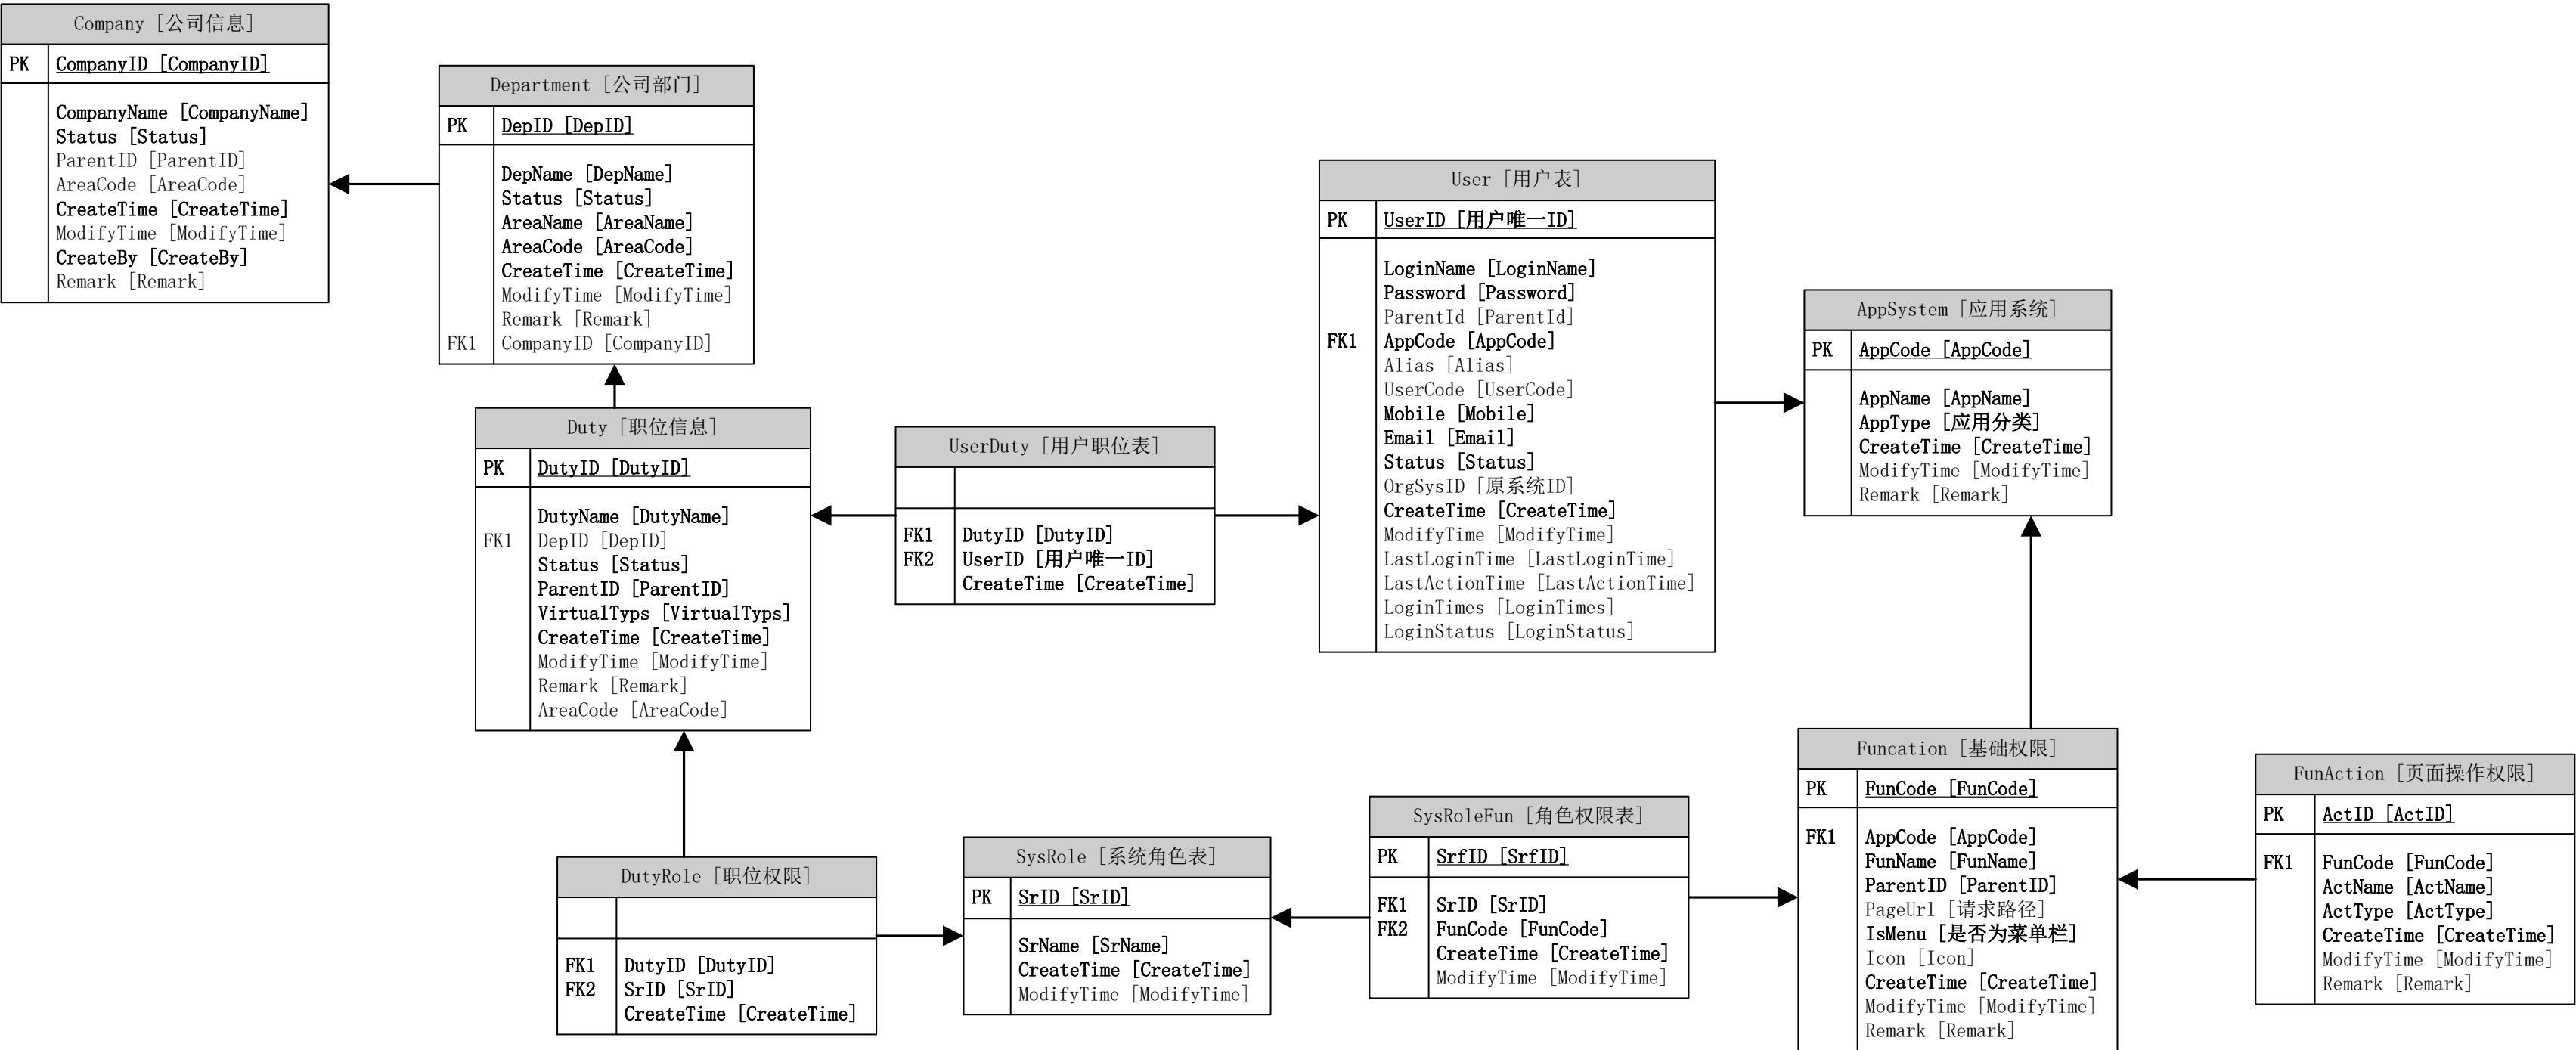 Company [公司信息]
PK CompanyID [CompanyID]
CompanyName [CompanyName]
Status [Status]
ParentID [ParentID]
AreaCode [AreaCode]
CreateTime [CreateTime]
ModifyTime [ModifyTime]
CreateBy [CreateBy]
Remark [Remark]
Department [公司部门]
PK DepID [DepID]
DepName [DepName]
Status [Status]
AreaName [AreaName]
AreaCode [AreaCode]
CreateTime [CreateTime]
ModifyTime [ModifyTime]
Remark [Remark]
FK1 CompanyID [CompanyID]
Duty [职位信息]
PK DutyID [DutyID]
DutyName [DutyName]
FK1 DepID [DepID]
Status [Status]
ParentID [ParentID]
VirtualTyps [VirtualTyps]
CreateTime [CreateTime]
ModifyTime [ModifyTime]
Remark [Remark]
AreaCode [AreaCode]
UserDuty [用户职位表]
FK1 DutyID [DutyID]
FK2 UserID [用户唯一ID]
CreateTime [CreateTime]
User [用户表]
PK UserID [用户唯一ID]
LoginName [LoginName]
Password [Password]
ParentId [ParentId]
FK1 AppCode [AppCode]
Alias [Alias]
UserCode [UserCode]
Mobile [Mobile]
Email [Email]
Status [Status]
OrgSysID [原系统ID]
CreateTime [CreateTime]
ModifyTime [ModifyTime]
LastLoginTime [LastLoginTime]
LastActionTime [LastActionTime]
LoginTimes [LoginTimes]
LoginStatus [LoginStatus]
AppSystem [应用系统]
PK AppCode [AppCode]
AppName [AppName]
AppType [应用分类]
CreateTime [CreateTime]
ModifyTime [ModifyTime]
Remark [Remark]
DutyRole [职位权限]
FK1 DutyID [DutyID]
FK2 SrID [SrID]
CreateTime [CreateTime]
SysRole [系统角色表]
PK SrID [SrID]
SrName [SrName]
CreateTime [CreateTime]
ModifyTime [ModifyTime]
SysRoleFun [角色权限表]
PK SrfID [SrfID]
FK1 SrID [SrID]
FK2 FunCode [FunCode]
CreateTime [CreateTime]
ModifyTime [ModifyTime]
Funcation [基础权限]
PK FunCode [FunCode]
FK1 AppCode [AppCode]
FunName [FunName]
ParentID [ParentID]
PageUrl [请求路径]
IsMenu [是否为菜单栏]
Icon [Icon]
CreateTime [CreateTime]
ModifyTime [ModifyTime]
Remark [Remark]
FunAction [页面操作权限]
PK ActID [ActID]
FK1 FunCode [FunCode]
ActName [ActName]
ActType [ActType]
CreateTime [CreateTime]
ModifyTime [ModifyTime]
Remark [Remark]